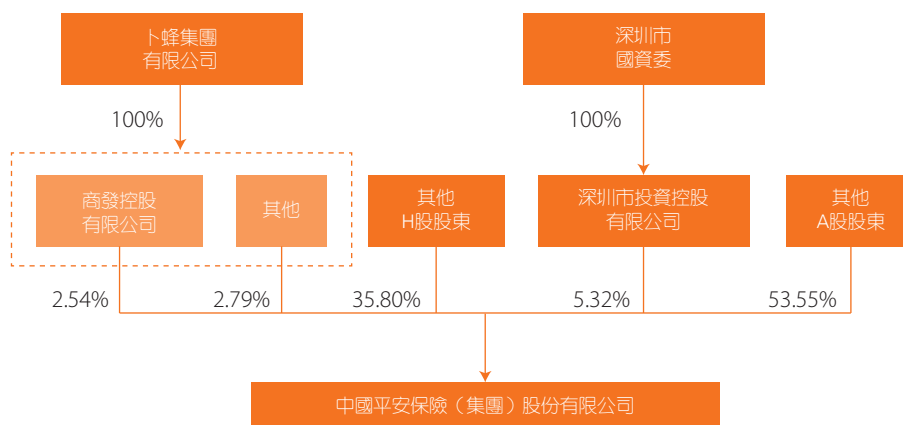 卜蜂集團
有限公司
深圳市
國資委
100%
100%
商發控股
有限公司
其他
其他
H股股東
深圳市投資控股
有限公司
其他
A股股東
2.54%
2.79%
35.80%
5.32%
53.55%
中國平安保險（集團）股份有限公司